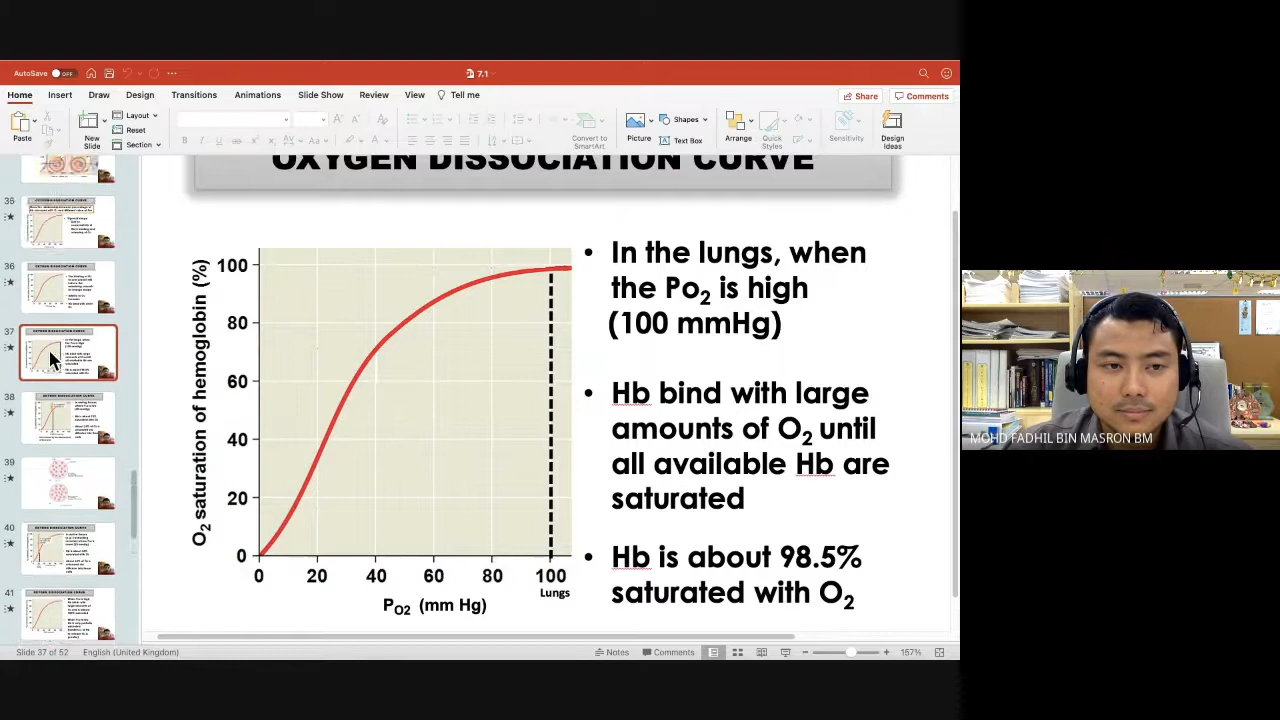 AutoSave OFF
7.1
Home Insert Draw Design Transitions Animations Slide Show Review View Tell me
Share Comments
Paste
New Slide
Layout
Reset
Section
Convert to SmartArt
Picture
Shapes
Text Box
Arrange
Quick Styles
Sensitivity
Design Ideas
35
36
37
38
39
40
41
OXYGEN DISSOCIATION CURVE
O2 saturation of hemoglobin (%)
100
80
60
40
20
0
0 20 40 60 80 100
Lungs
PO2 (mm Hg)
• In the lungs, when
the Po2 is high
(100 mmHg)
• Hb bind with large
amounts of O2 until
all available Hb are
saturated
• Hb is about 98.5%
saturated with O2
MOHD FADHIL BIN MASRON BM
Slide 37 of 52 English (United Kingdom)
Notes Comments 157%